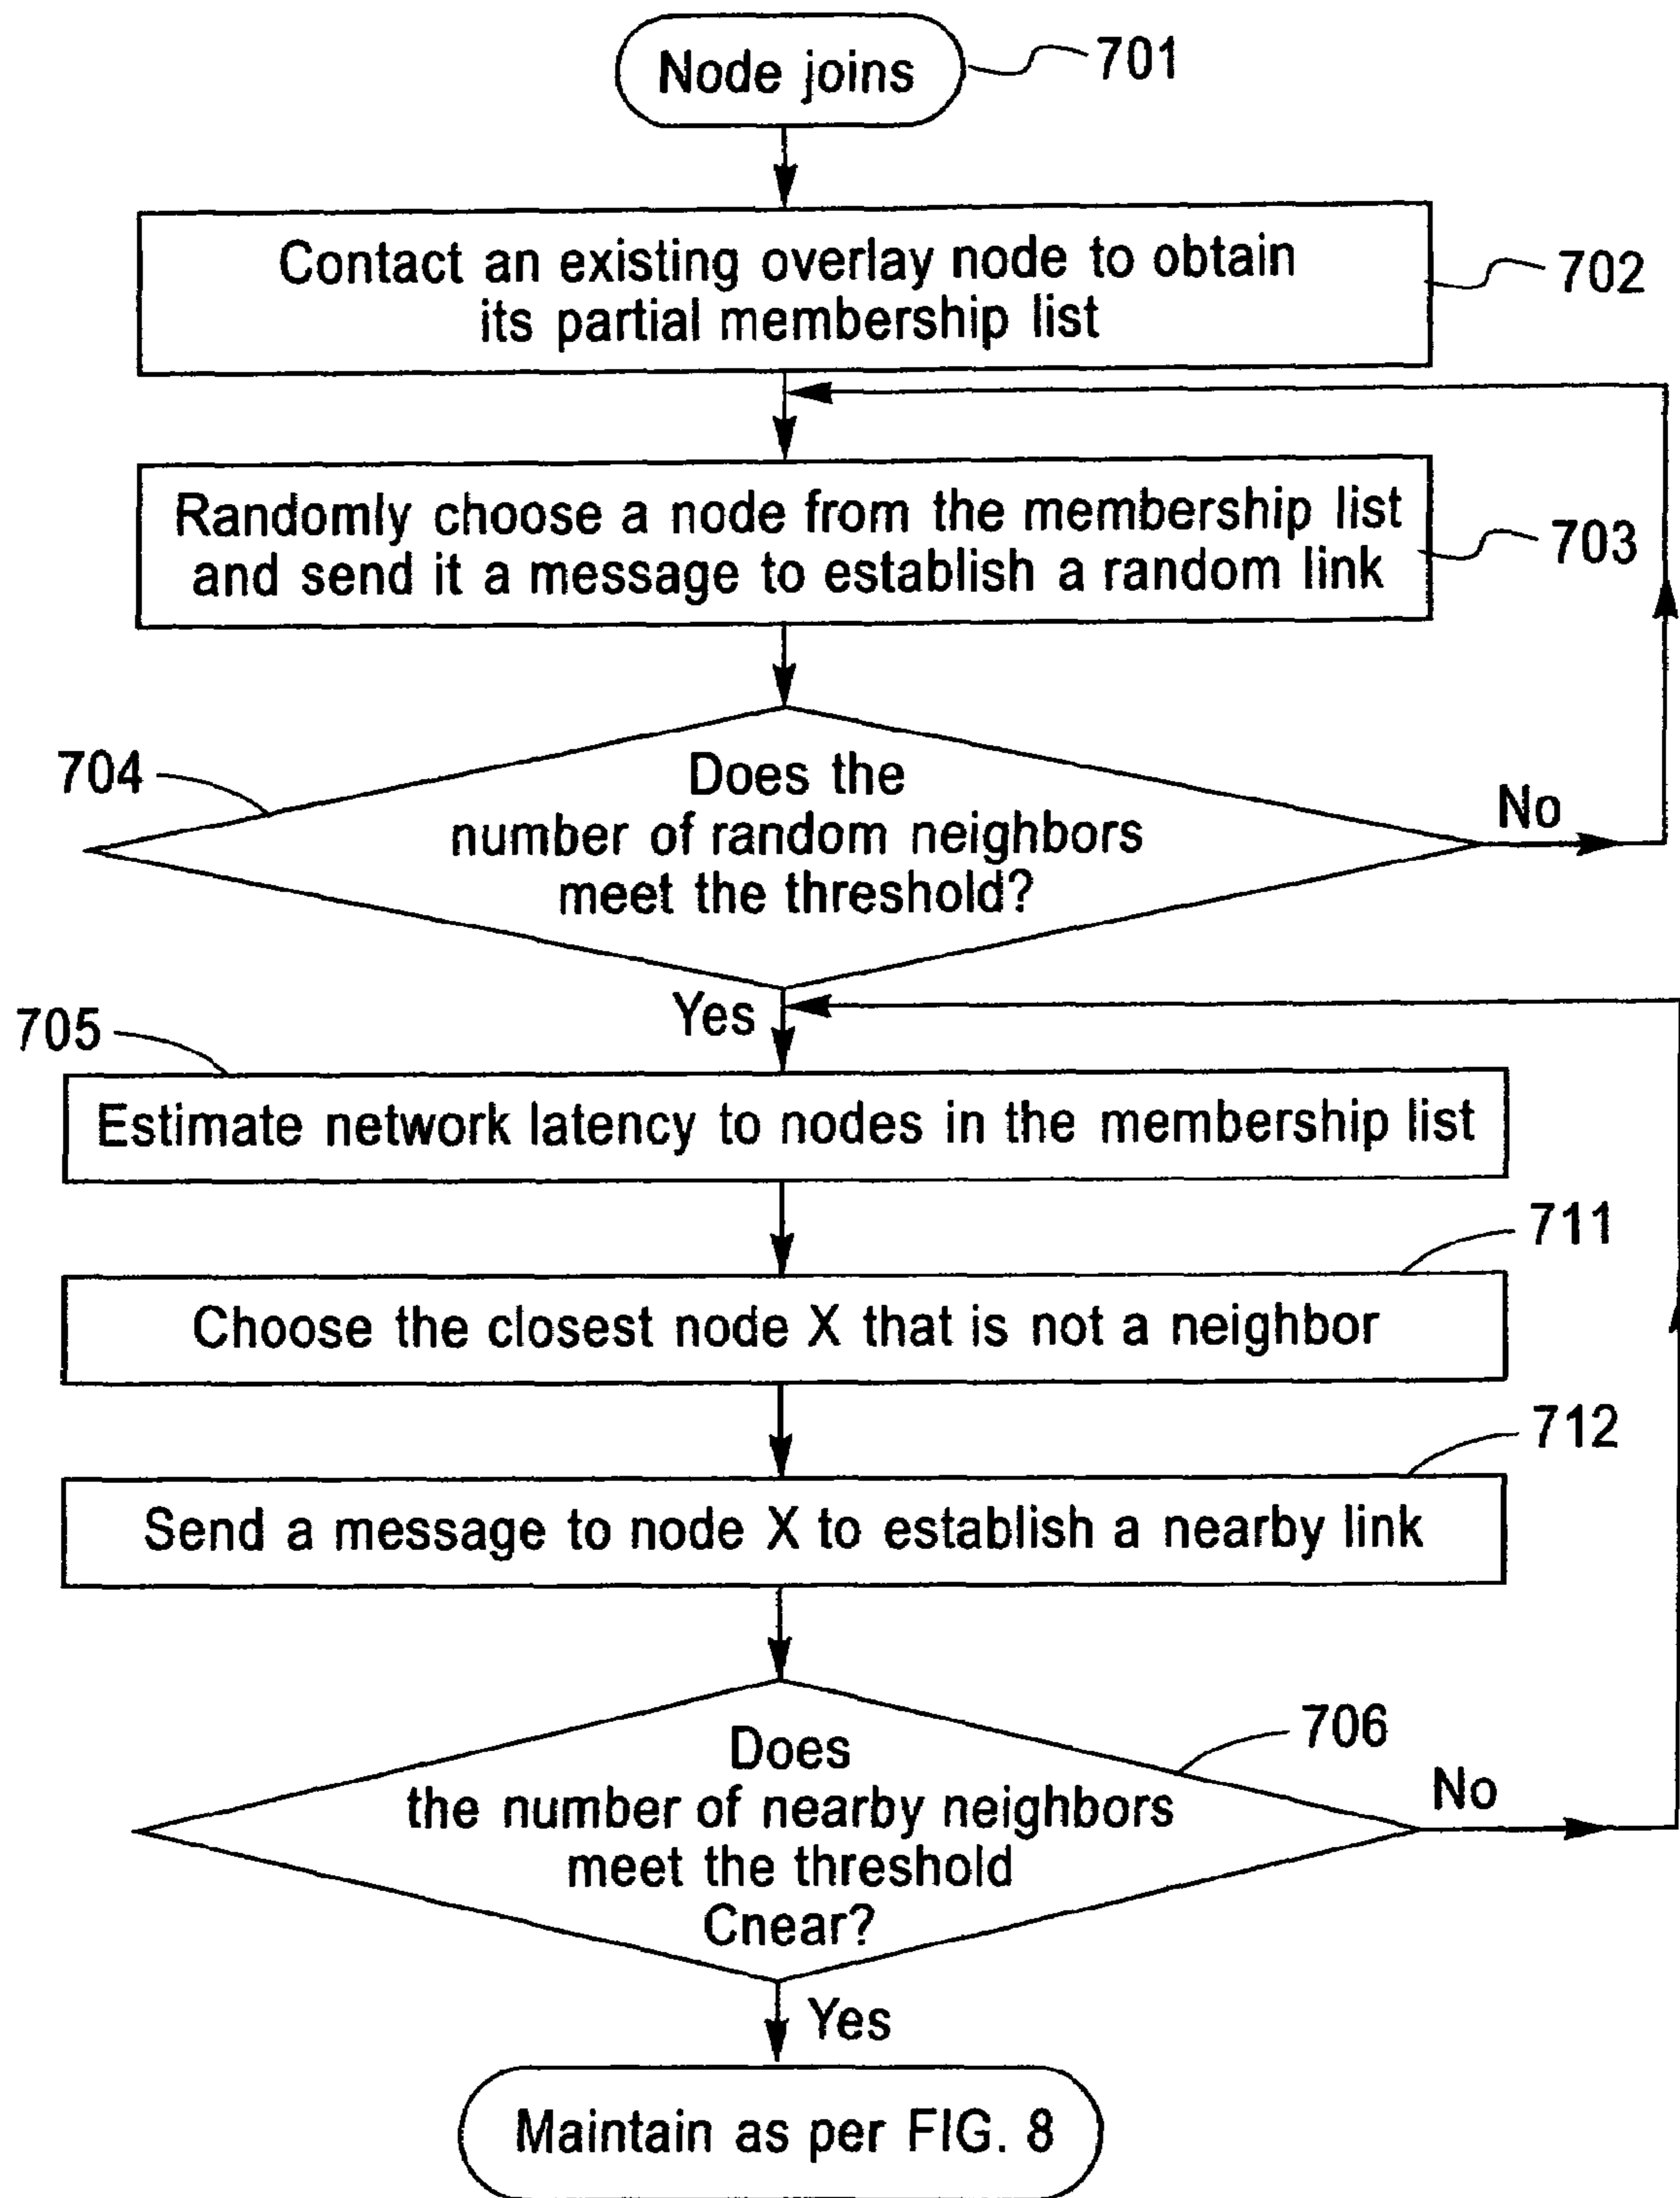 Node joins
701
Contact an existing overlay node to obtain
its partial membership list
702
Randomly choose a node from the membership list
and send it a message to establish a random link
703
704
Does the
number of random neighbors
meet the threshold?
No
Yes
705
Estimate network latency to nodes in the membership list
711
Choose the closest node X that is not a neighbor
712
Send a message to node X to establish a nearby link
706
Does
the number of nearby neighbors
meet the threshold
Cnear?
No
Yes
Maintain as per FIG. 8